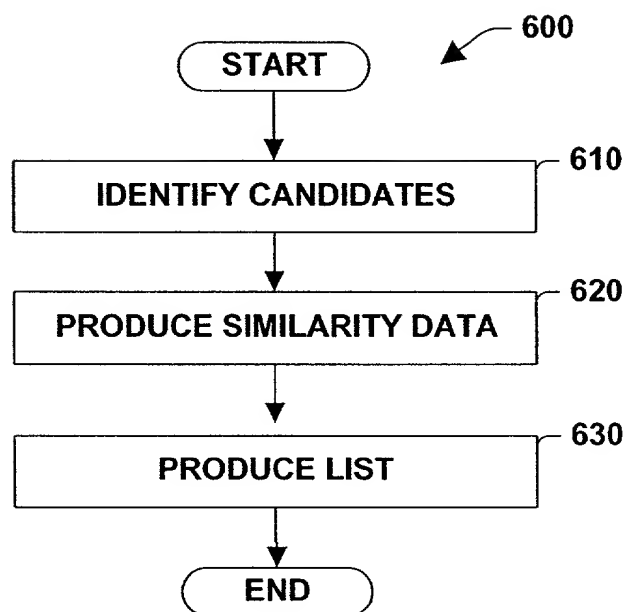 600
START
610
IDENTIFY CANDIDATES
620
PRODUCE SIMILARITY DATA
630
PRODUCE LIST
END